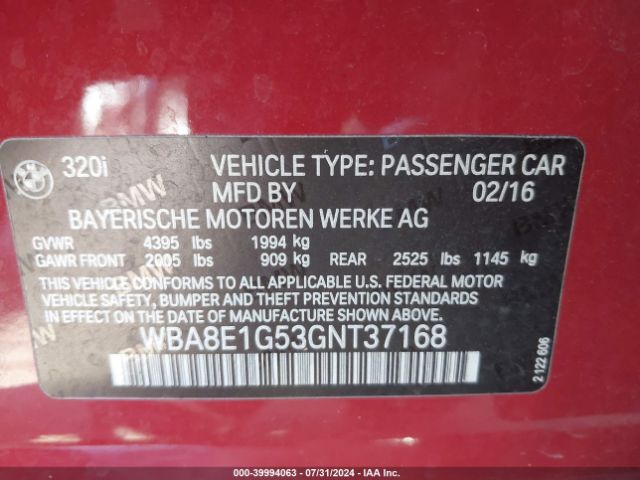 BMW 320i VEHICLE TYPE: PASSENGER CAR
MFD BY 02/16
BAYERISCHE MOTOREN WERKE AG
GVWR 4395 lbs 1994 kg
GAWR FRONT 2005 lbs 909 kg REAR 2525 lbs 1145 kg
THIS VEHICLE CONFORMS TO ALL APPLICABLE U.S. FEDERAL MOTOR
VEHICLE SAFETY, BUMPER AND THEFT PREVENTION STANDARDS
IN EFFECT ON THE DATE OF MANUFACTURE SHOWN ABOVE.
WBA8E1G53GNT37168
2 122 606
000-39994063 / 07/31/2024 - IAA Inc.